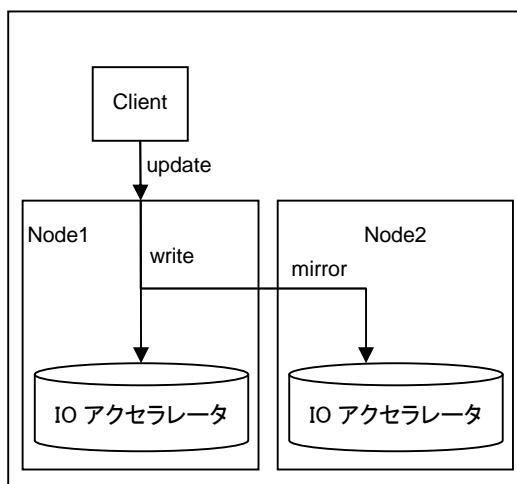 Client
update
Node1
Node2
write
mirror
IO アクセラレータ
IO アクセラレータ